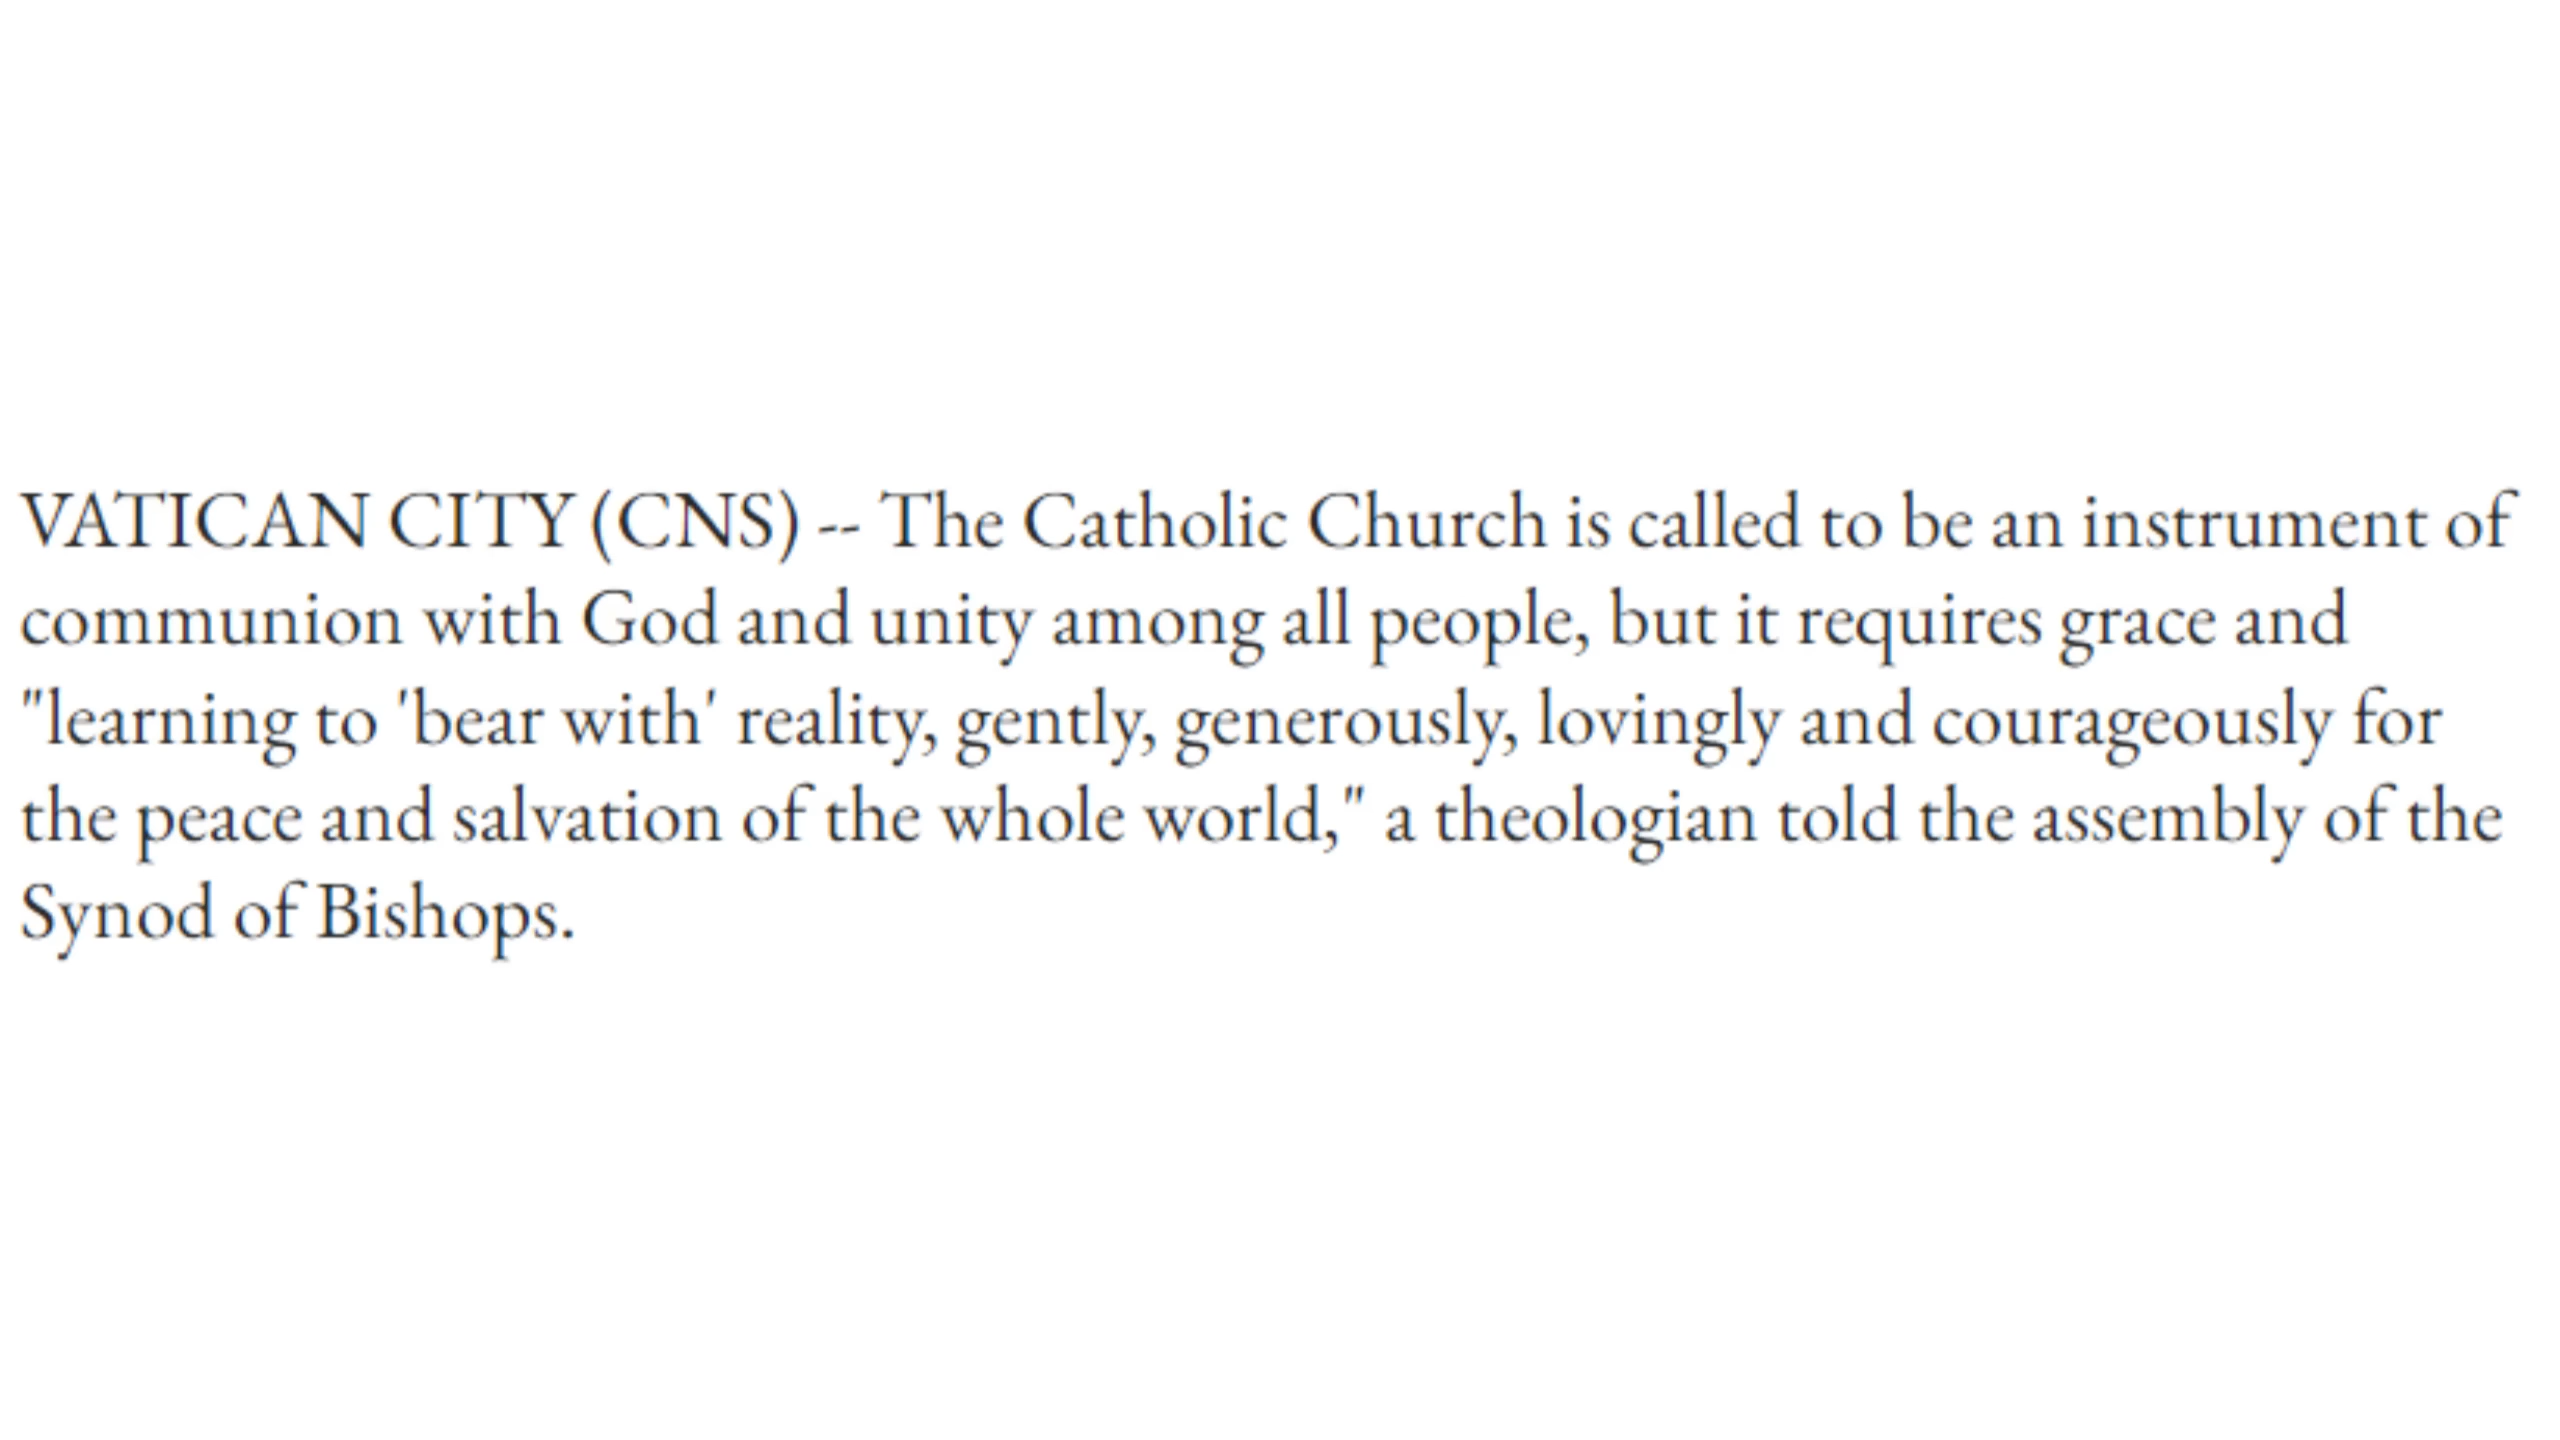 VATICAN CITY (CNS) -- The Catholic Church is called to be an instrument of
communion with God and unity among all people, but it requires grace and
"learning to 'bear with' reality, gently, generously, lovingly and courageously for
the peace and salvation of the whole world," a theologian told the assembly of the
Synod of Bishops.